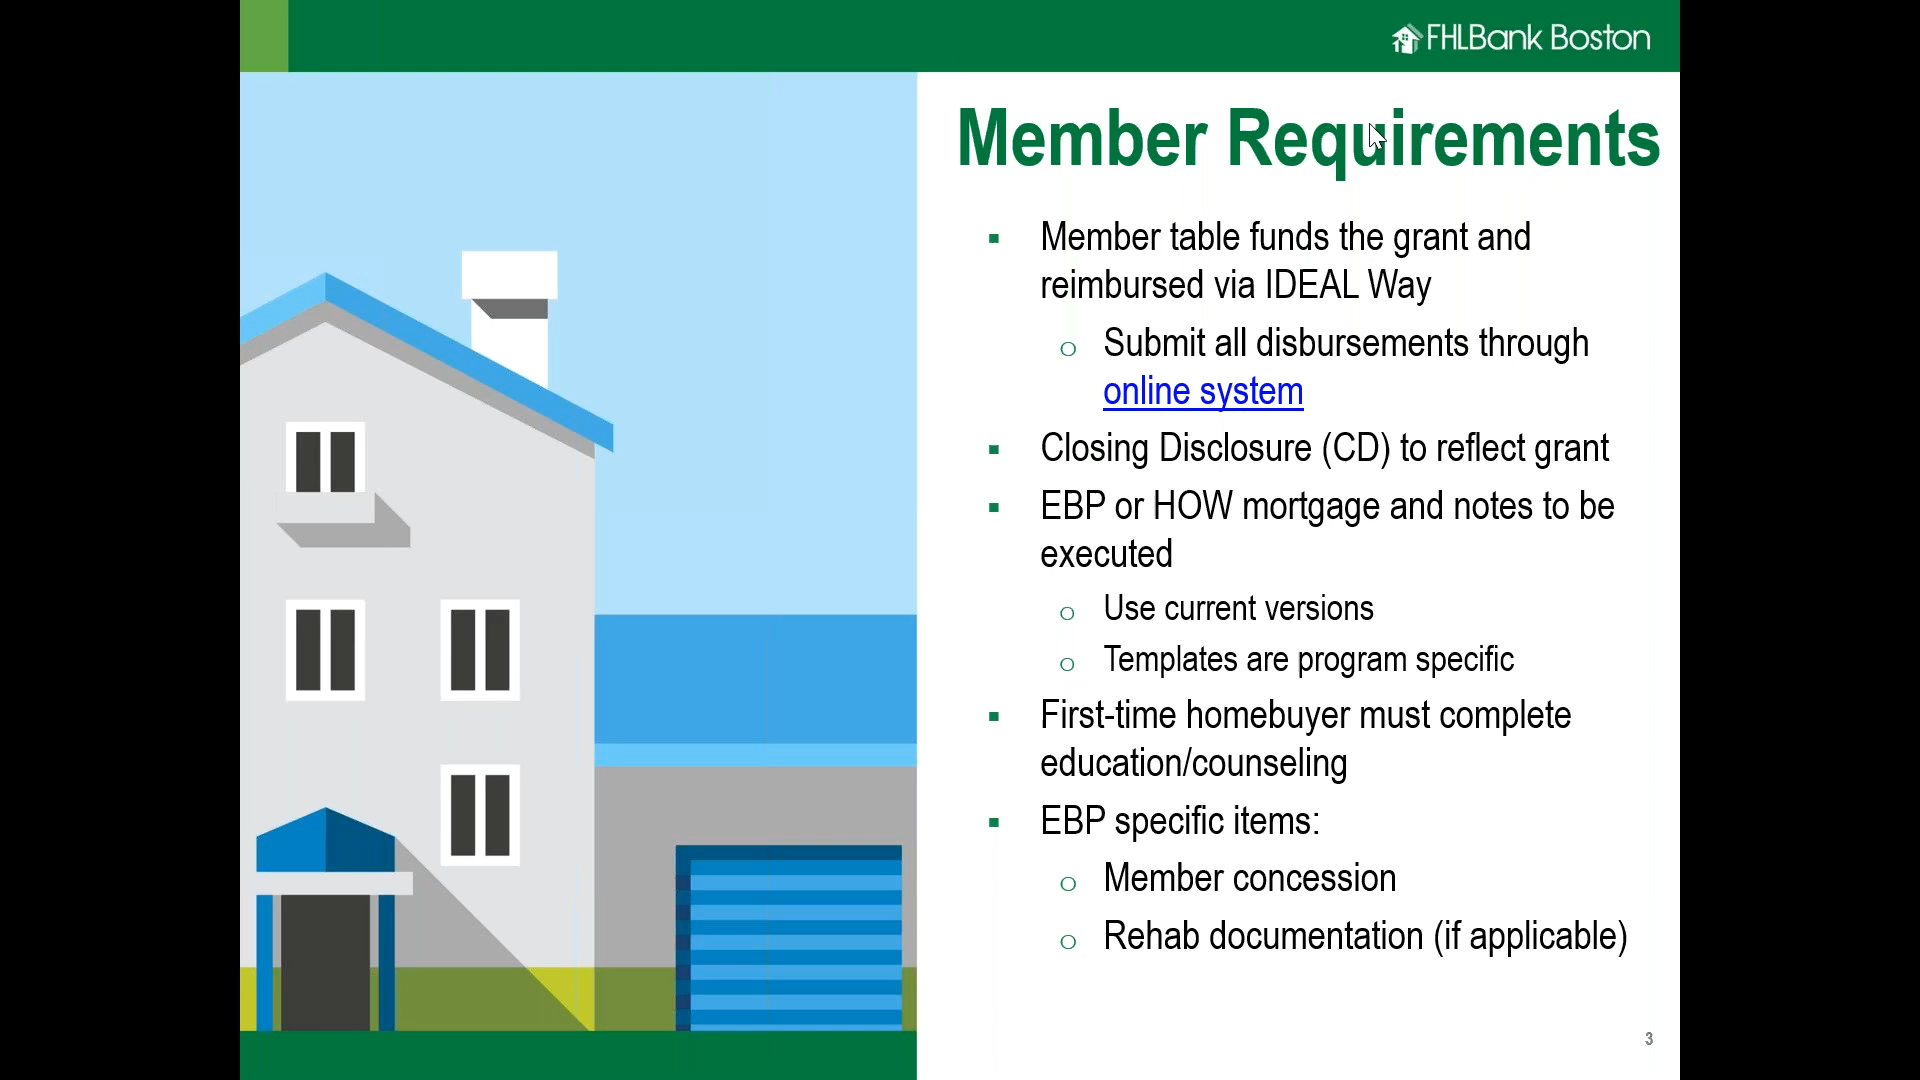 FHLBank Boston
Member Requirements
▪ Member table funds the grant and
reimbursed via IDEAL Way
o Submit all disbursements through
online system
▪ Closing Disclosure (CD) to reflect grant
▪ EBP or HOW mortgage and notes to be
executed
o Use current versions
o Templates are program specific
▪ First-time homebuyer must complete
education/counseling
▪ EBP specific items:
o Member concession
o Rehab documentation (if applicable)
3